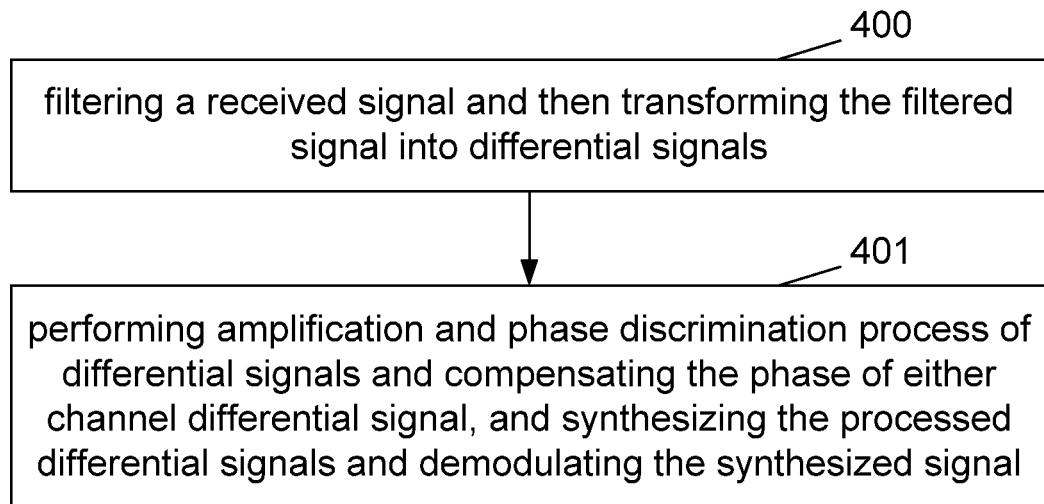 400
filtering a received signal and then transforming the filtered
signal into differential signals
401
performing amplification and phase discrimination process of
differential signals and compensating the phase of either
channel differential signal, and synthesizing the processed
differential signals and demodulating the synthesized signal